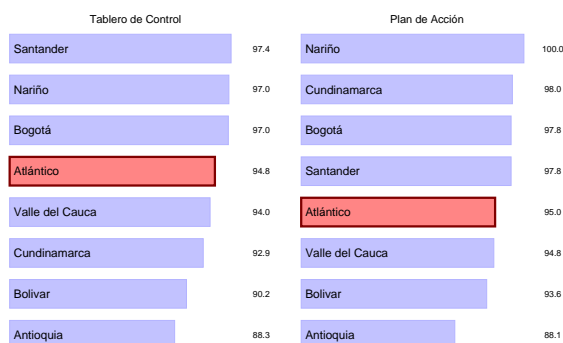 Tablero de Control
Santander 97.4
Nariño 97.0
Bogotá 97.0
Atlántico 94.8
Valle del Cauca 94.0
Cundinamarca 92.9
Bolivar 90.2
Antioquia 88.3
Plan de Acción
Nariño 100.0
Cundinamarca 98.0
Bogotá 97.8
Santander 97.8
Atlántico 95.0
Valle del Cauca 94.8
Bolivar 93.6
Antioquia 88.1